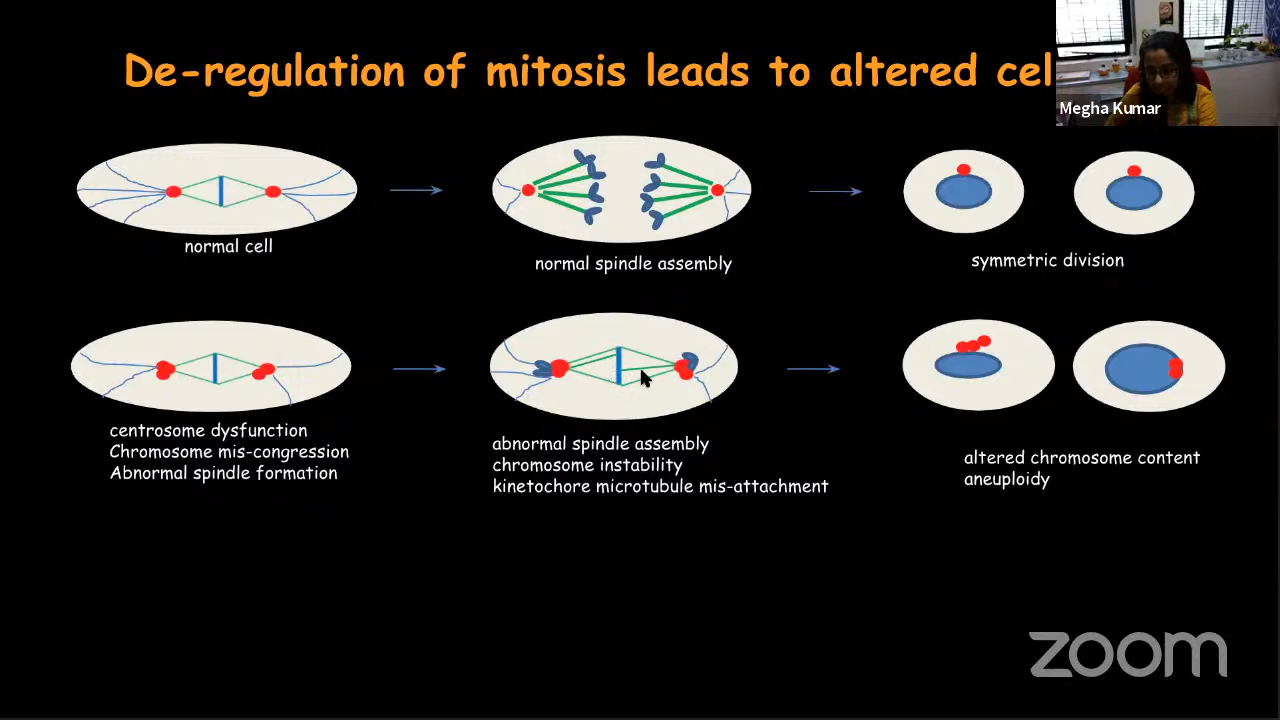 De-regulation of mitosis leads to altered cel
Megha Kumar
normal cell
normal spindle assembly
symmetric division
centrosome dysfunction
Chromosome mis-congression
Abnormal spindle formation
abnormal spindle assembly
chromosome instability
kinetochore microtubule mis-attachment
altered chromosome content
aneuploidy
zoom